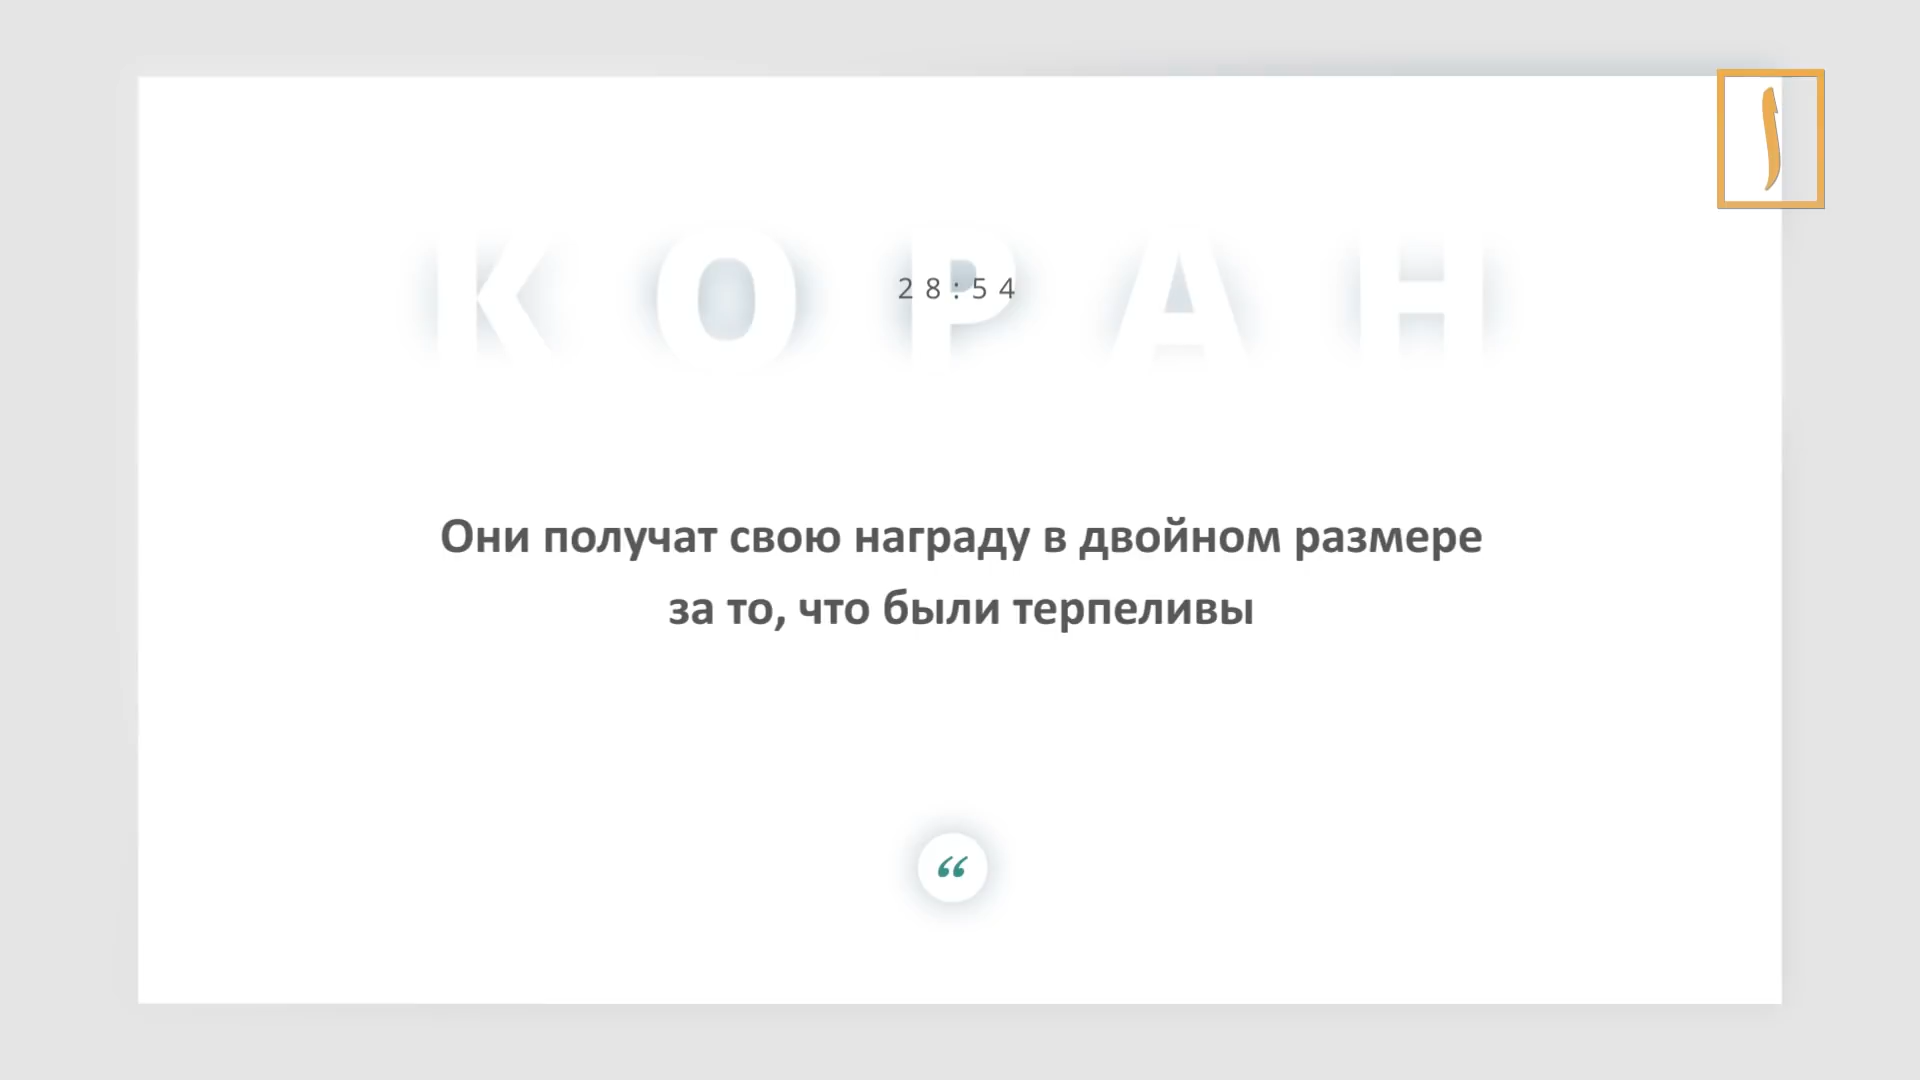 КОРАН
28:54
Они получат свою награду в двойном размере
за то, что были терпеливы
“